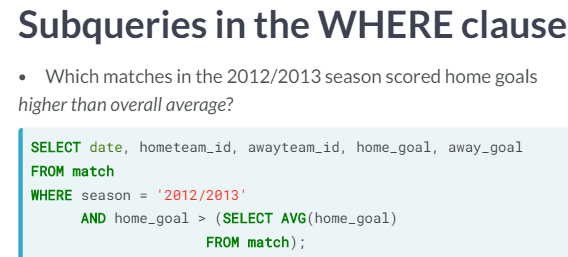 Subqueries in the WHERE clause
• Which matches in the 2012/2013 season scored home goals
higher than overall average?
SELECT date, hometeam_id, awayteam_id, home_goal, away_goal
FROM match
WHERE season = '2012/2013'
AND home_goal > (SELECT AVG(home_goal)
FROM match);